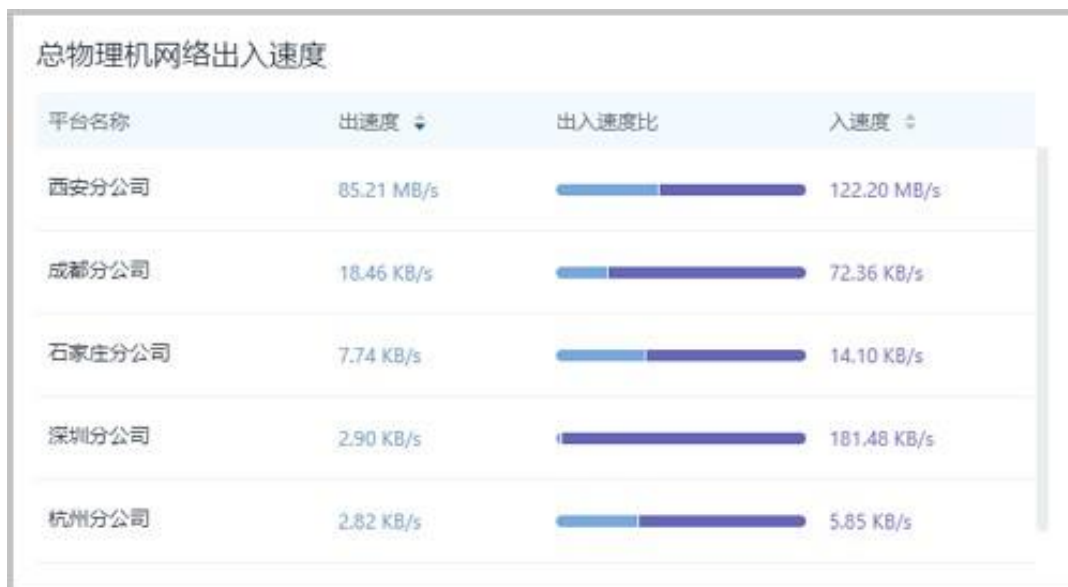 总物理机网络出入速度
平台名称 出速度 出入速度比 入速度
西安分公司 85.21 MB/s 122.20 MB/s
成都分公司 18.46 KB/s 72.36 KB/s
石家庄分公司 7.74 KB/s 14.10 KB/s
深圳分公司 2.90 KB/s 181.48 KB/s
杭州分公司 2.82 KB/s 5.85 KB/s